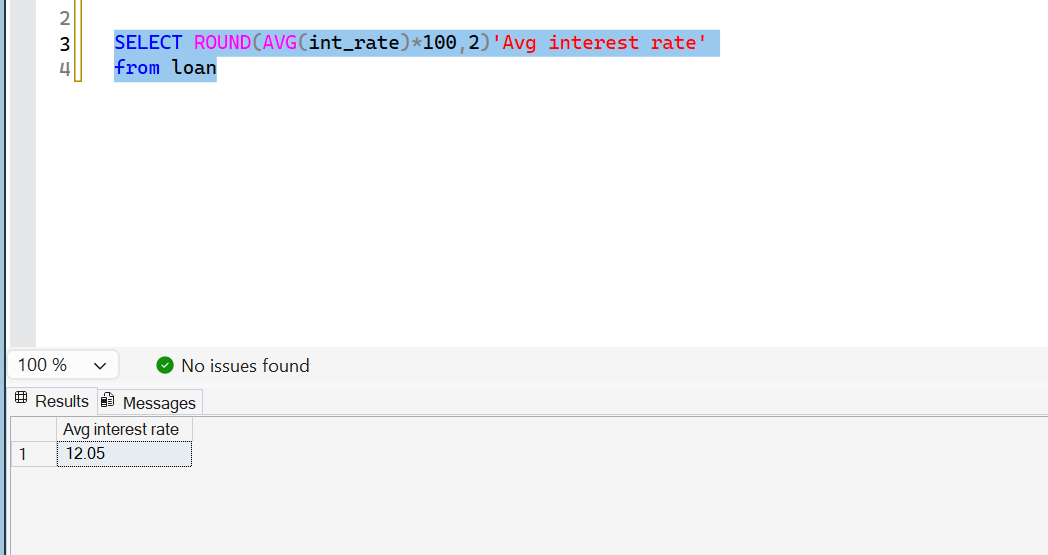 2
3 SELECT ROUND(AVG(int_rate)*100,2)'Avg interest rate'
4 from loan
100 % No issues found
Results Messages
Avg interest rate
1 12.05